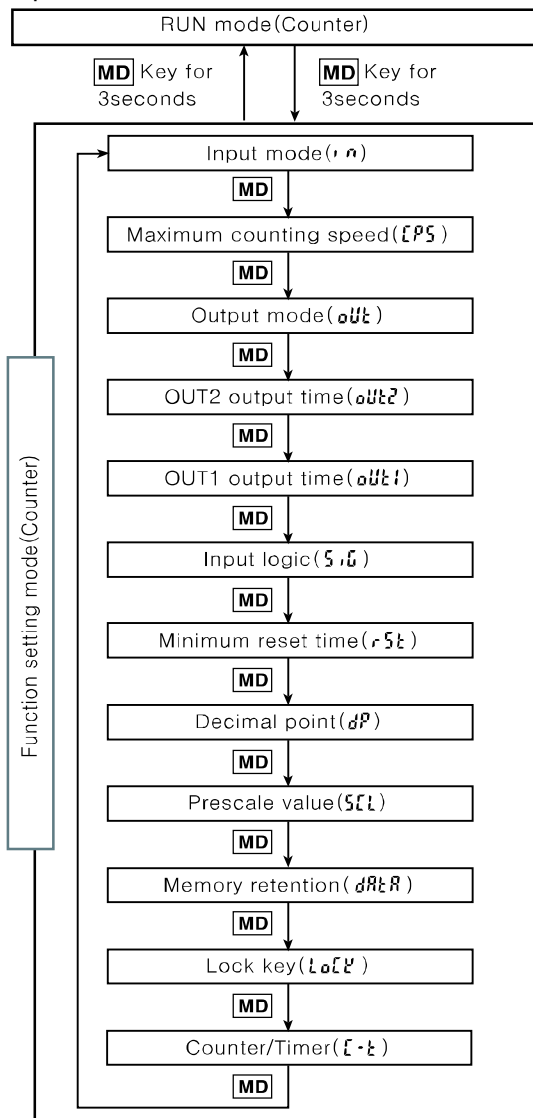 RUN mode(Counter)
MD Key for
3seconds
MD Key for
3seconds
Function setting mode(Counter)
Input mode(in)
MD
Maximum counting speed(CPS)
MD
Output mode(oUt)
MD
OUT2 output time(oUt2)
MD
OUT1 output time(oUt1)
MD
Input logic(SiG)
MD
Minimum reset time(rSt)
MD
Decimal point(dP)
MD
Prescale value(SCL)
MD
Memory retention(dAtA)
MD
Lock key(LoCK)
MD
Counter/Timer(C-t)
MD